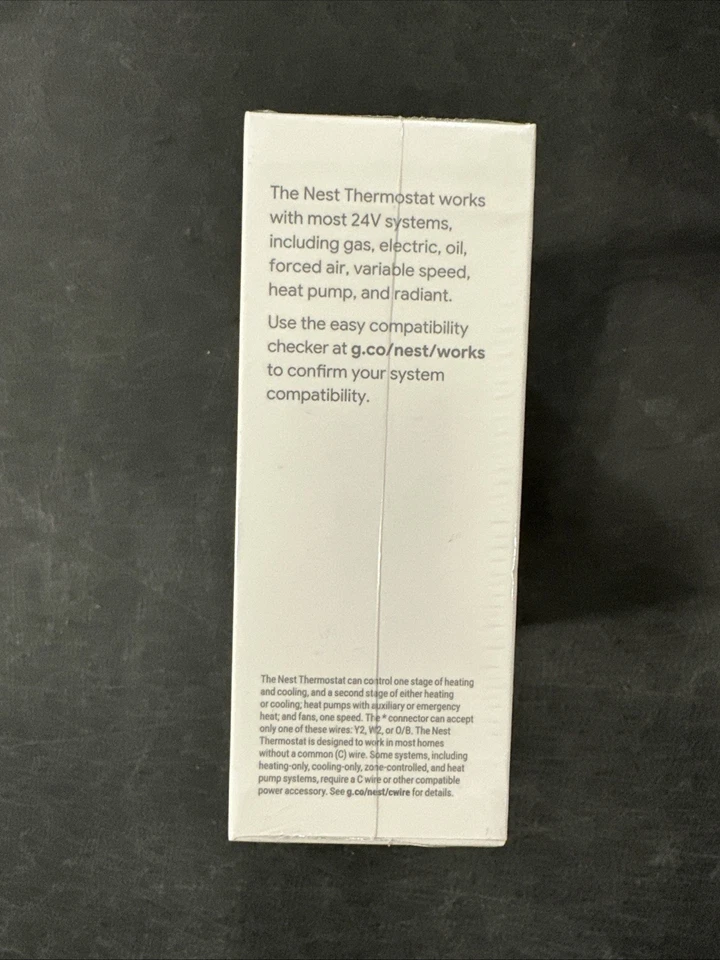 The Nest Thermostat works
with most 24V systems,
including gas, electric, oil,
forced air, variable speed,
heat pump, and radiant.
Use the easy compatibility
checker at g.co/nest/works
to confirm your system
compatibility.
The Nest Thermostat can control one stage of heating
and cooling, and a second stage of either heating
or cooling; heat pumps with auxiliary or emergency
heat; and fans, one speed. The * connector can accept
only one of these wires: Y2, W2, or O/B. The Nest
Thermostat is designed to work in most homes
without a common (C) wire. Some systems, including
heating-only, cooling-only, zone-controlled, and heat
pump systems, require a C wire or other compatible
power accessory. See g.co/nest/cwire for details.